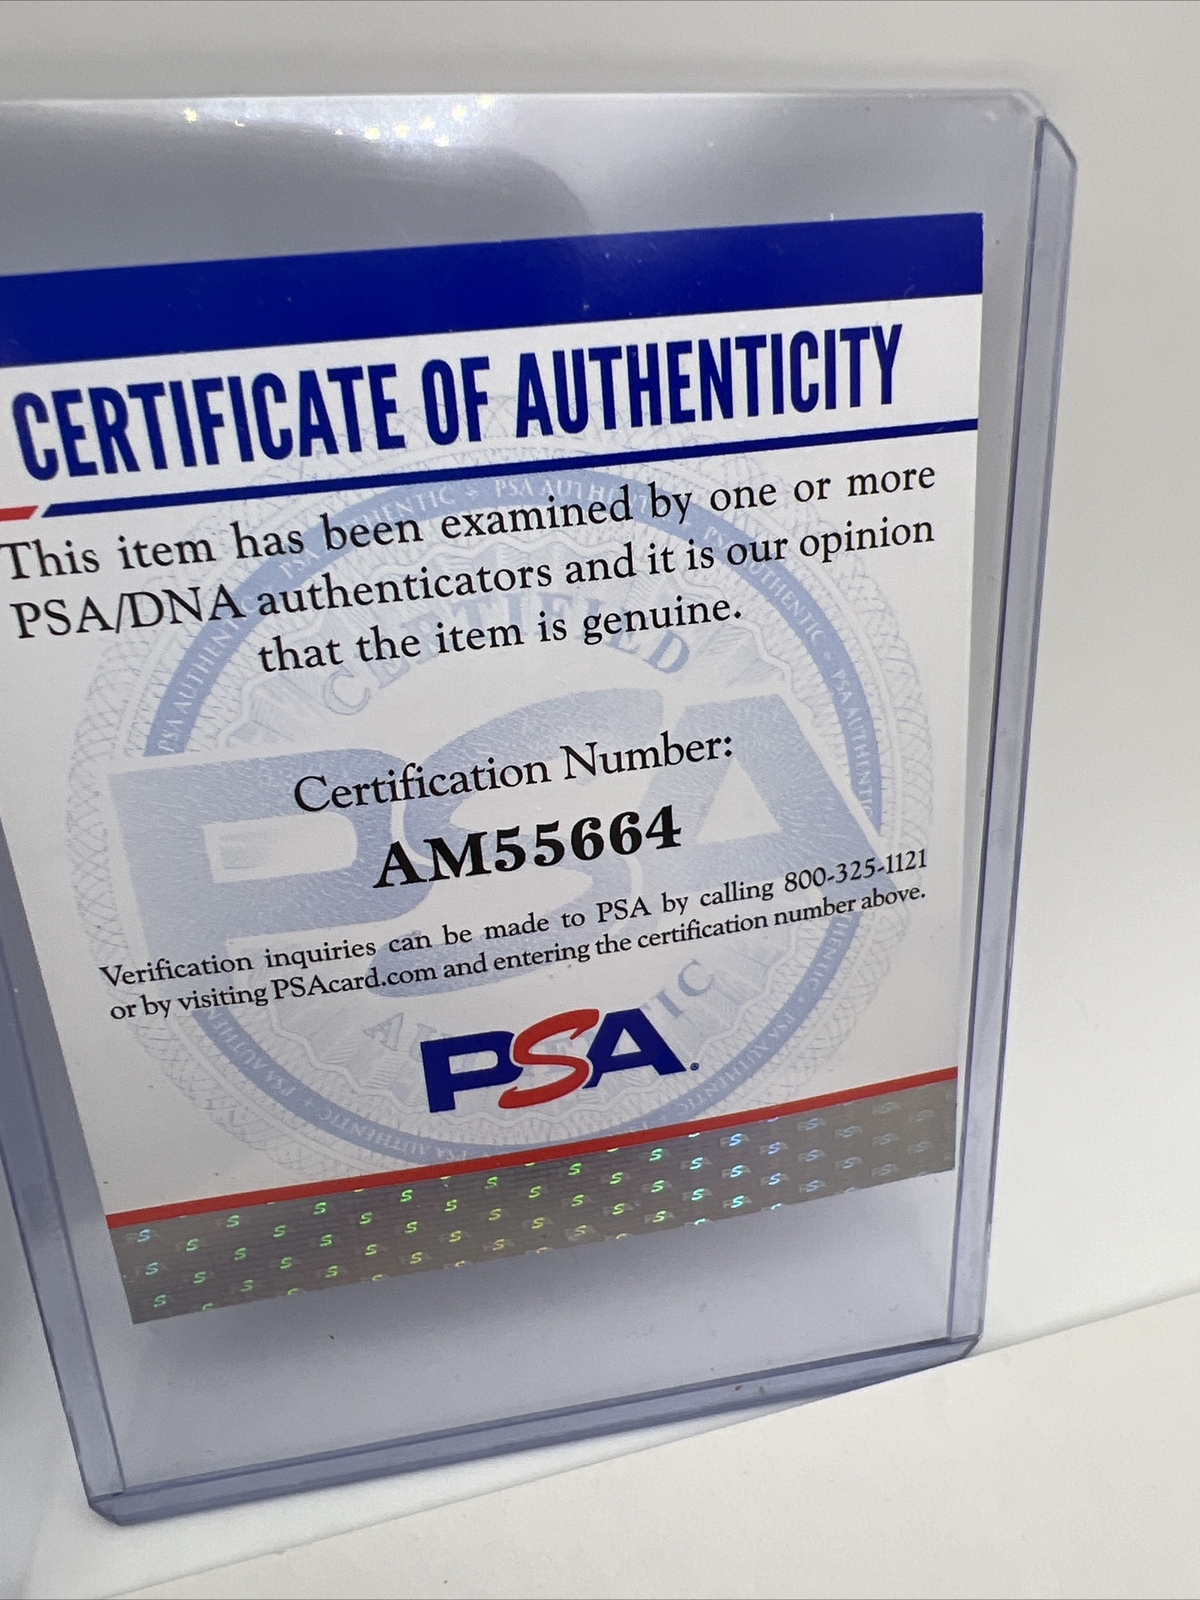 CERTIFICATE OF AUTHENTICITY
This item has been examined by one or more
PSA/DNA authenticators and it is our opinion
that the item is genuine.
CERTIFIED
PSA
Certification Number:
AM55664
Verification inquiries can be made to PSA by calling 800-325-1121
or by visiting PSAcard.com and entering the certification number above.
PSA